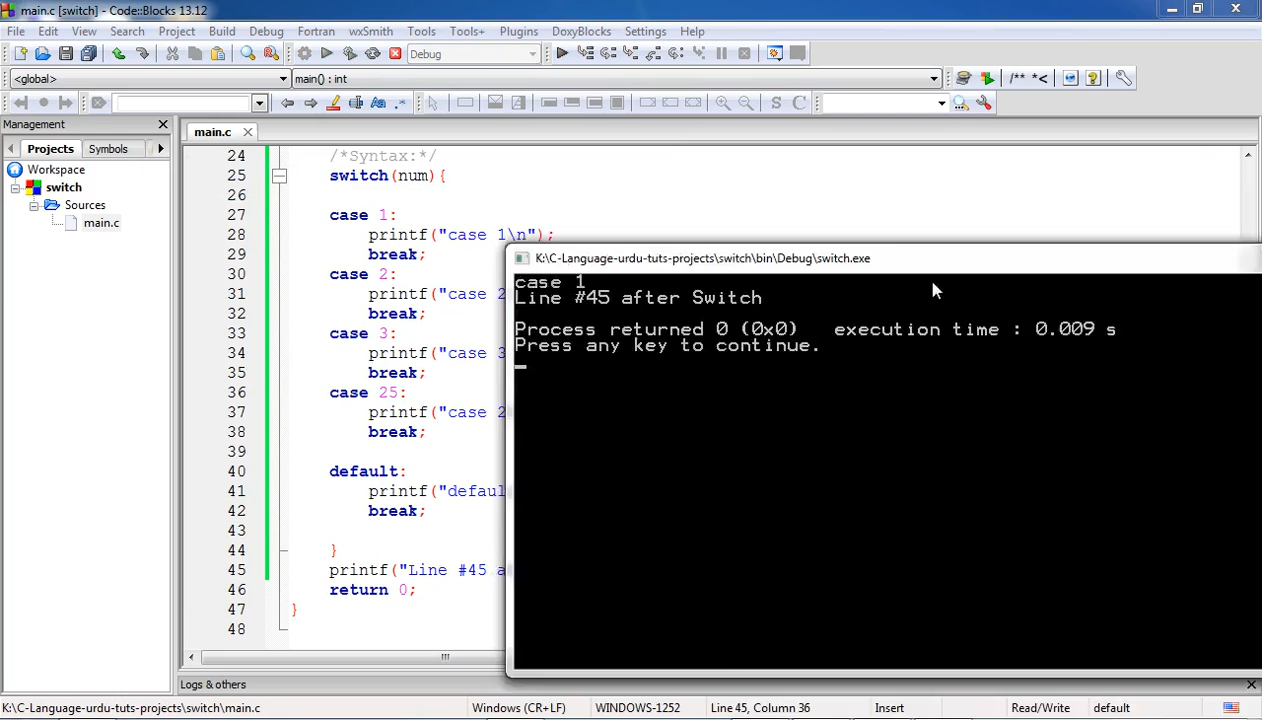 main.c [switch] - Code::Blocks 13.12
File Edit View Search Project Build Debug Fortran wxSmith Tools Tools+ Plugins DoxyBlocks Settings Help
Debug
<global> main() : int /** *<
Aa .* S C
Management
Projects Symbols
Workspace
switch
Sources
main.c
main.c
24 /*Syntax:*/
25 switch(num){
26
27 case 1:
28 printf("case 1\n");
29 break;
30 case 2:
31 printf("case 2
32 break;
33 case 3:
34 printf("case 3
35 break;
36 case 25:
37 printf("case 2
38 break;
39
40 default:
41 printf("defaul
42 break;
43
44 }
45 printf("Line #45 a
46 return 0;
47 }
48
K:\C-Language-urdu-tuts-projects\switch\bin\Debug\switch.exe
case 1
Line #45 after Switch
Process returned 0 (0x0) execution time : 0.009 s
Press any key to continue.
Logs & others
K:\C-Language-urdu-tuts-projects\switch\main.c Windows (CR+LF) WINDOWS-1252 Line 45, Column 36 Insert Read/Write default